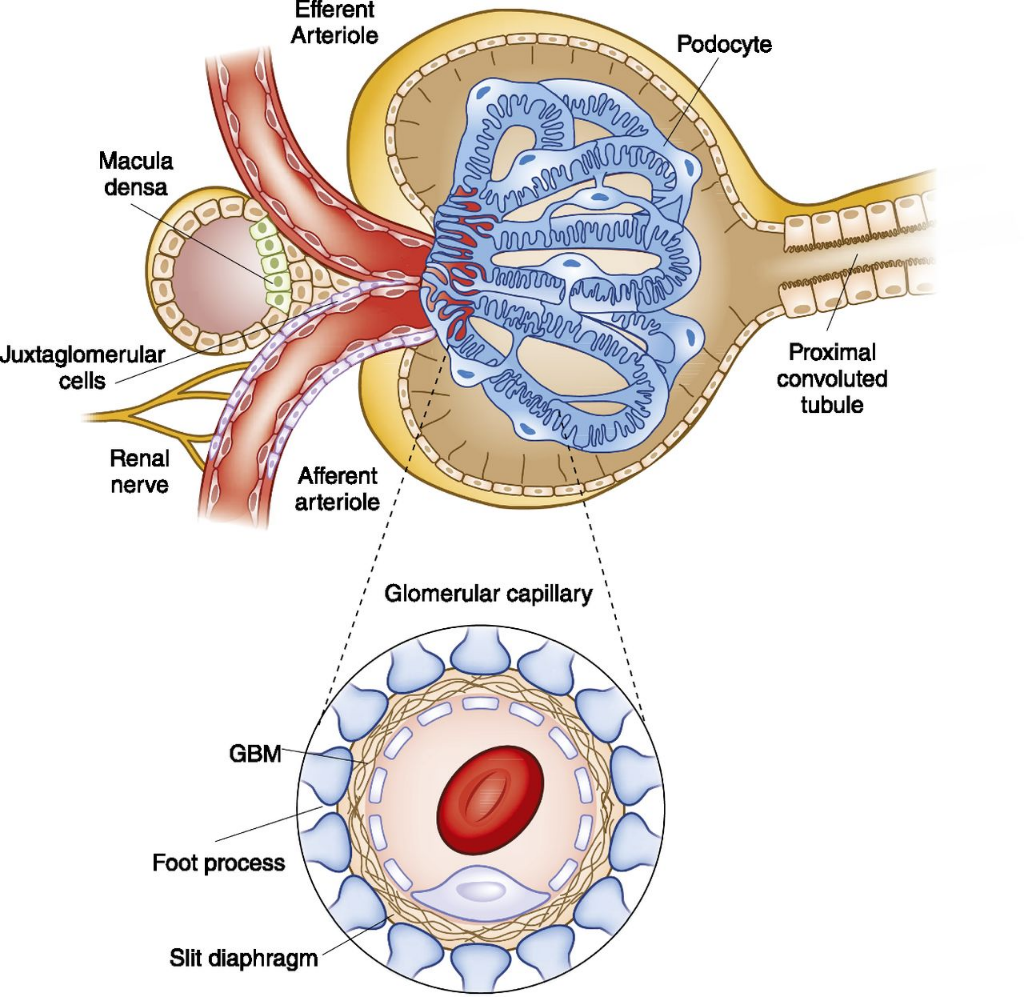 Efferent
Arteriole
Podocyte
Macula
densa
Juxtaglomerular
cells
Proximal
convoluted
tubule
Renal
nerve
Afferent
arteriole
Glomerular capillary
GBM
Foot process
Slit diaphragm